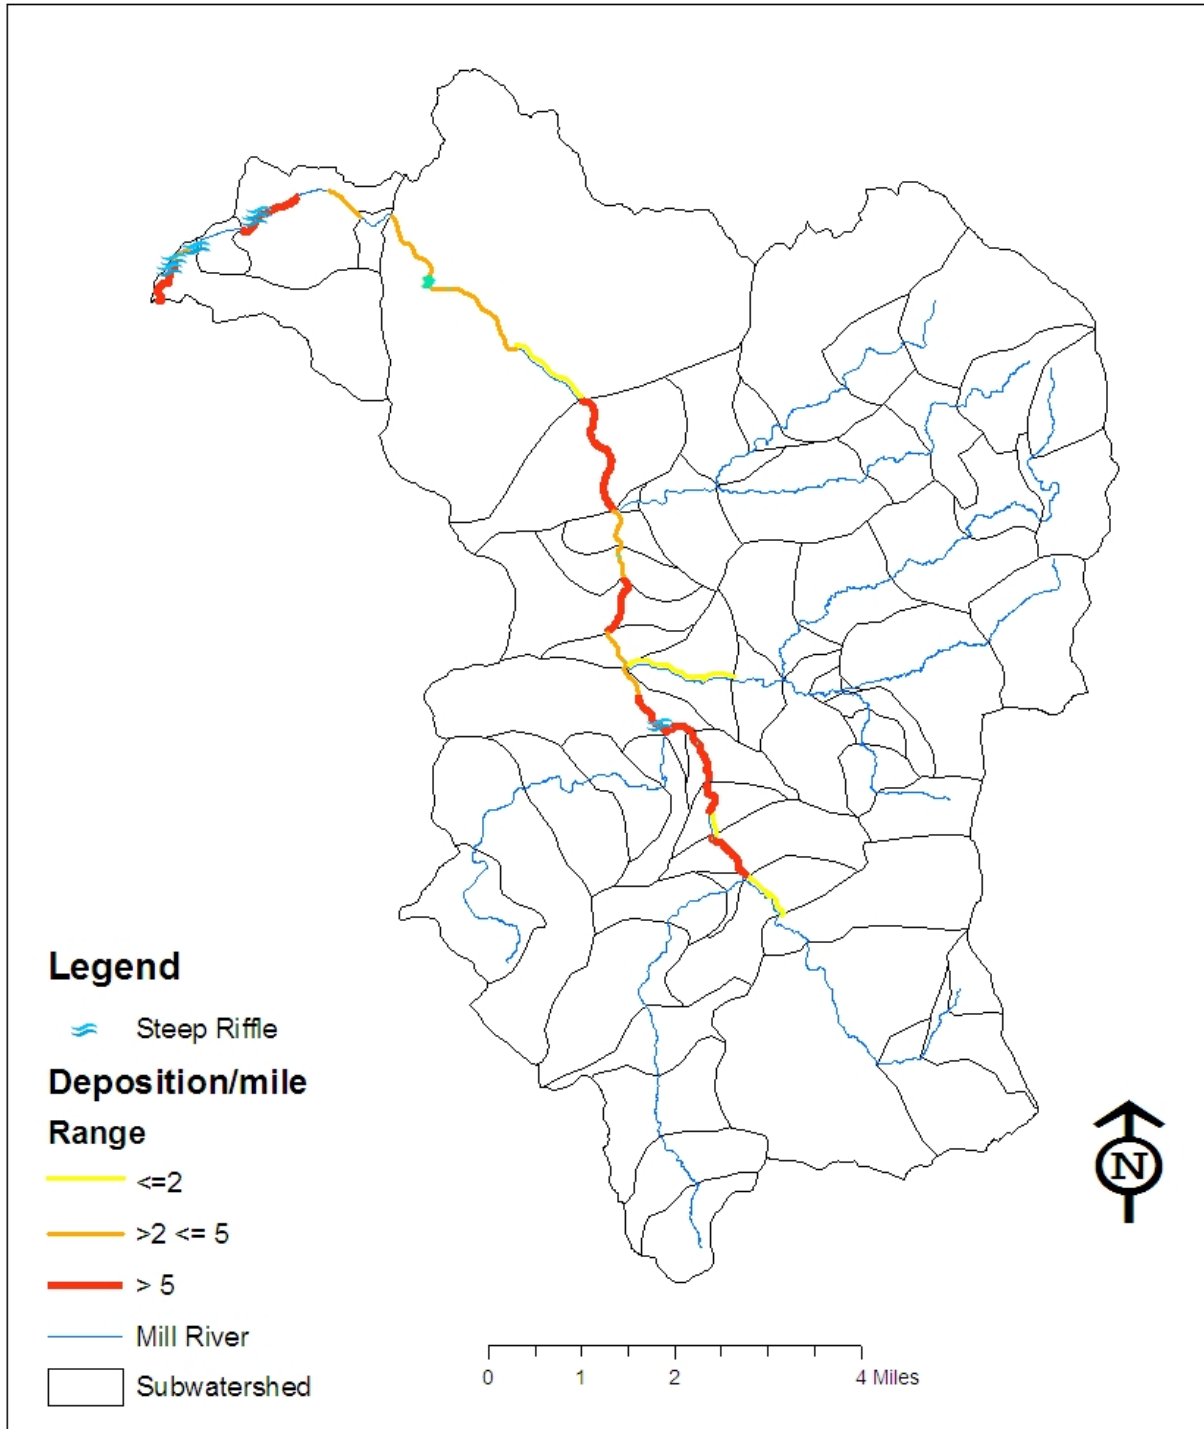 Legend
Steep Riffle
Deposition/mile
Range
<=2
>2 <= 5
> 5
Mill River
Subwatershed
N
0 1 2 4 Miles